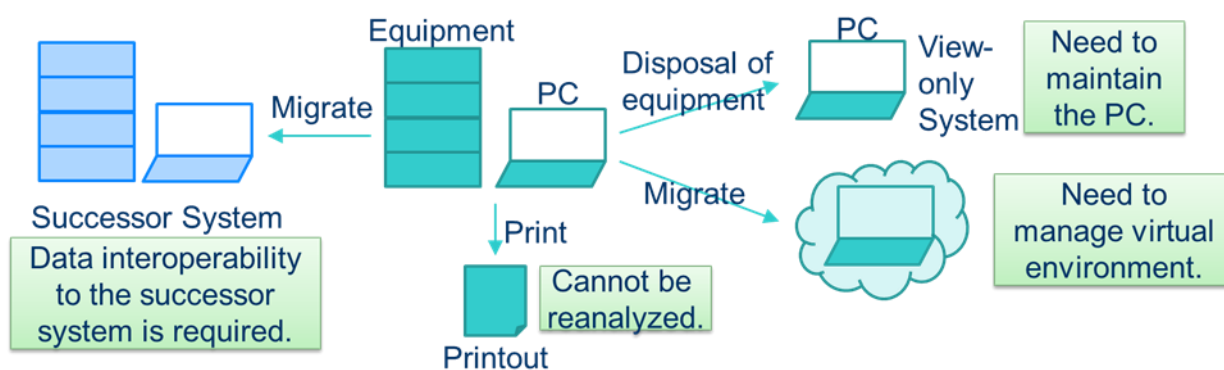 Equipment
PC
Migrate
Successor System
Data interoperability
to the successor
system is required.
Print
Printout
Cannot be
reanalyzed.
Disposal of
equipment
PC
View-
only
System
Need to
maintain
the PC.
Migrate
Need to
manage virtual
environment.